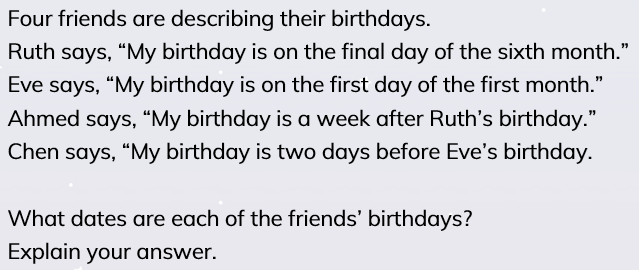 Four friends are describing their birthdays.
Ruth says, “My birthday is on the final day of the sixth month.”
Eve says, “My birthday is on the first day of the first month.”
Ahmed says, “My birthday is a week after Ruth’s birthday.”
Chen says, “My birthday is two days before Eve’s birthday.
What dates are each of the friends’ birthdays?
Explain your answer.